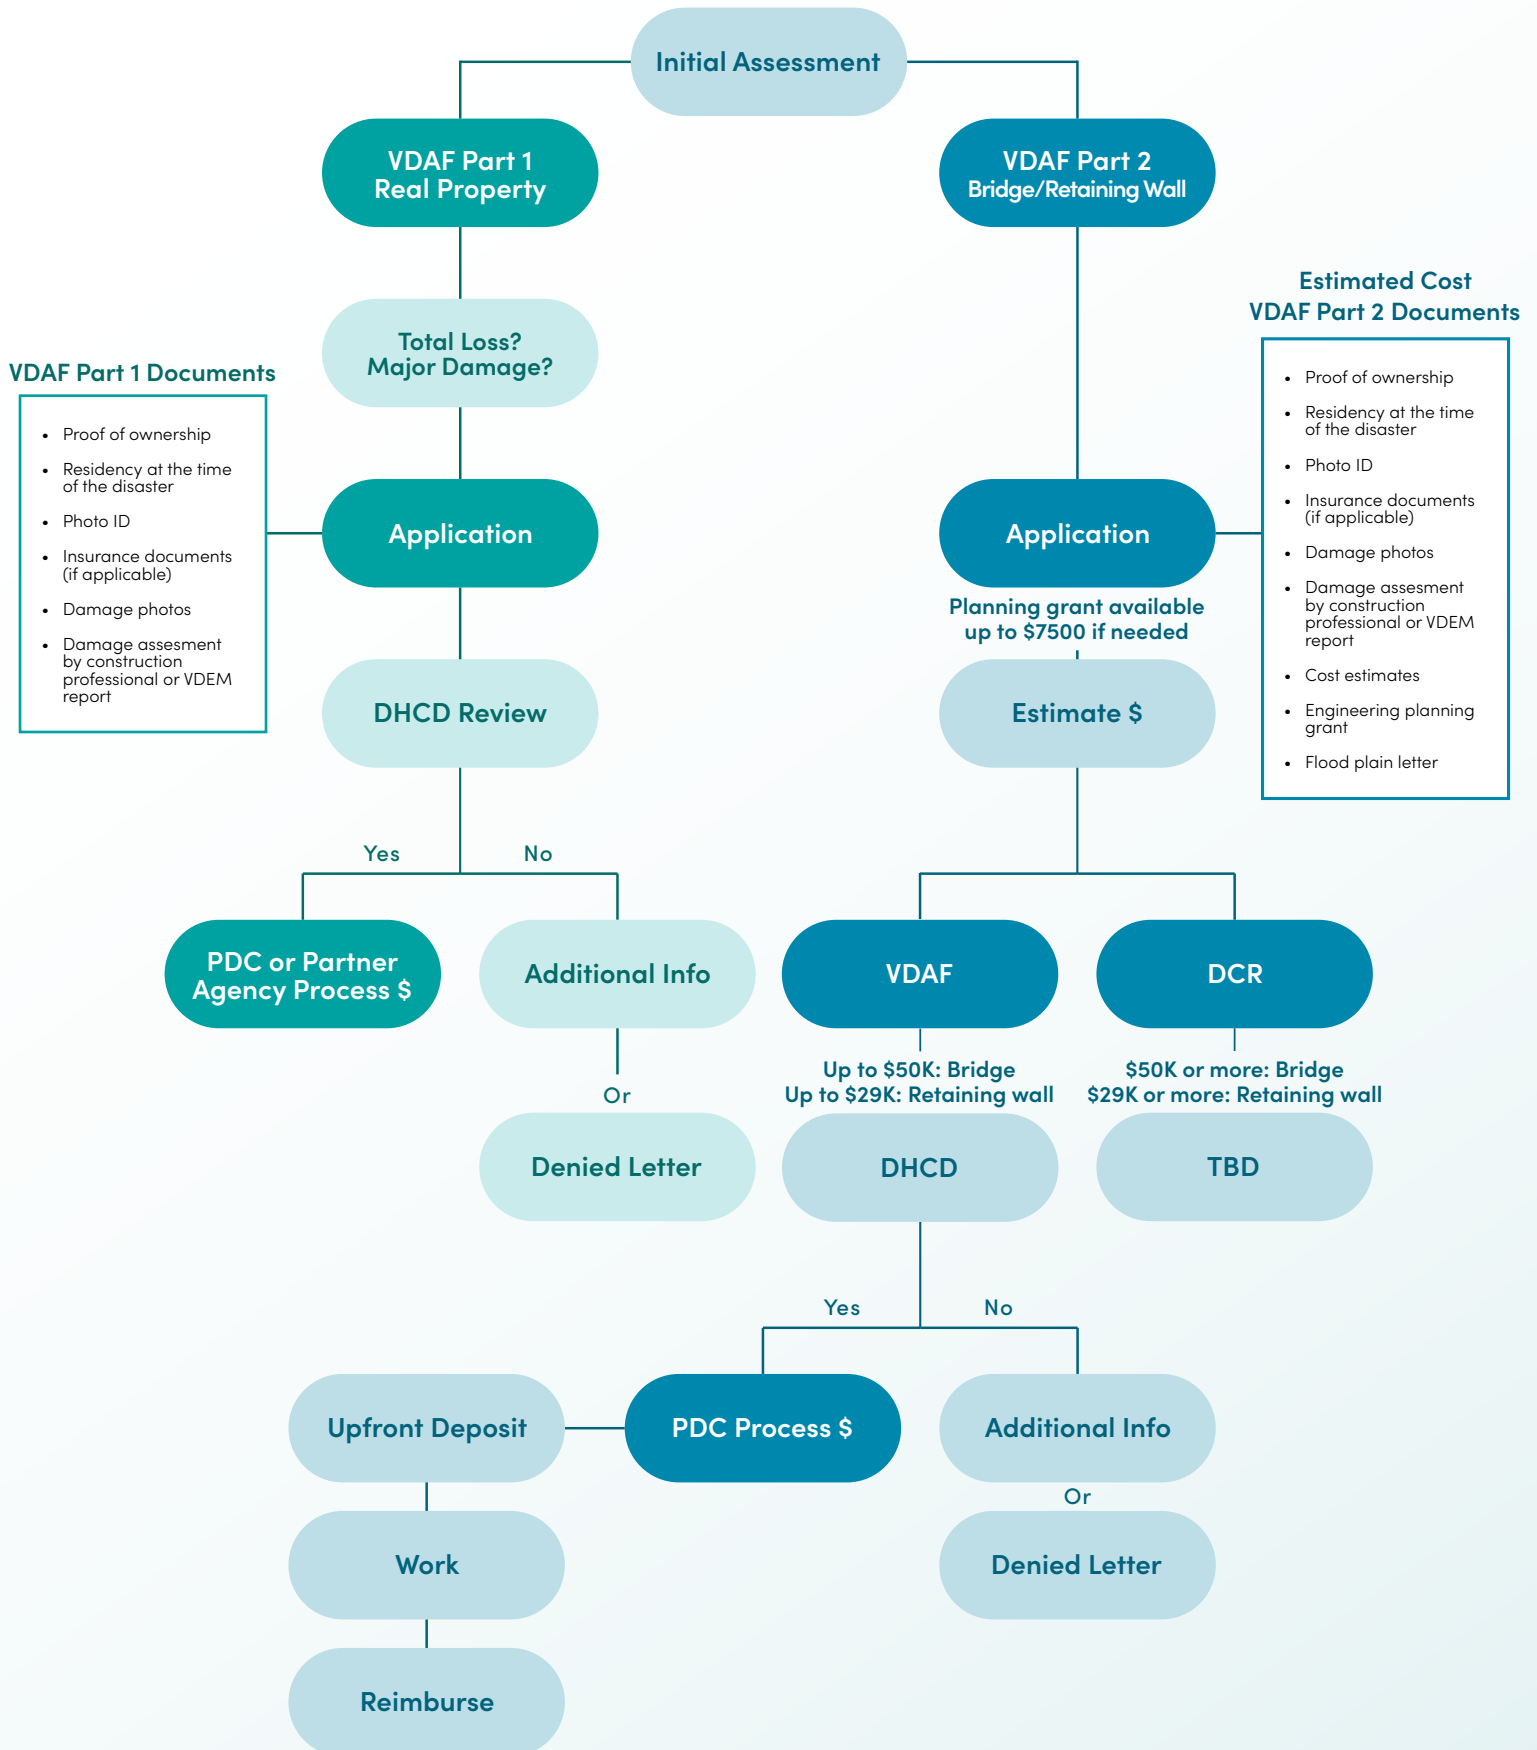 Initial Assessment
VDAF Part 1
Real Property
VDAF Part 2
Bridge/Retaining Wall
Total Loss?
Major Damage?
VDAF Part 1 Documents
• Proof of ownership
• Residency at the time
of the disaster
• Photo ID
• Insurance documents
(if applicable)
• Damage photos
• Damage assesment
by construction
professional or VDEM
report
Application
DHCD Review
Yes
No
PDC or Partner
Agency Process $
Additional Info
Or
Denied Letter
Estimated Cost
VDAF Part 2 Documents
• Proof of ownership
• Residency at the time
of the disaster
• Photo ID
• Insurance documents
(if applicable)
• Damage photos
• Damage assesment
by construction
professional or VDEM
report
• Cost estimates
• Engineering planning
grant
• Flood plain letter
Application
Planning grant available
up to $7500 if needed
Estimate $
VDAF
Up to $50K: Bridge
Up to $29K: Retaining wall
DHCD
DCR
$50K or more: Bridge
$29K or more: Retaining wall
TBD
Yes
No
Upfront Deposit
PDC Process $
Additional Info
Or
Denied Letter
Work
Reimburse